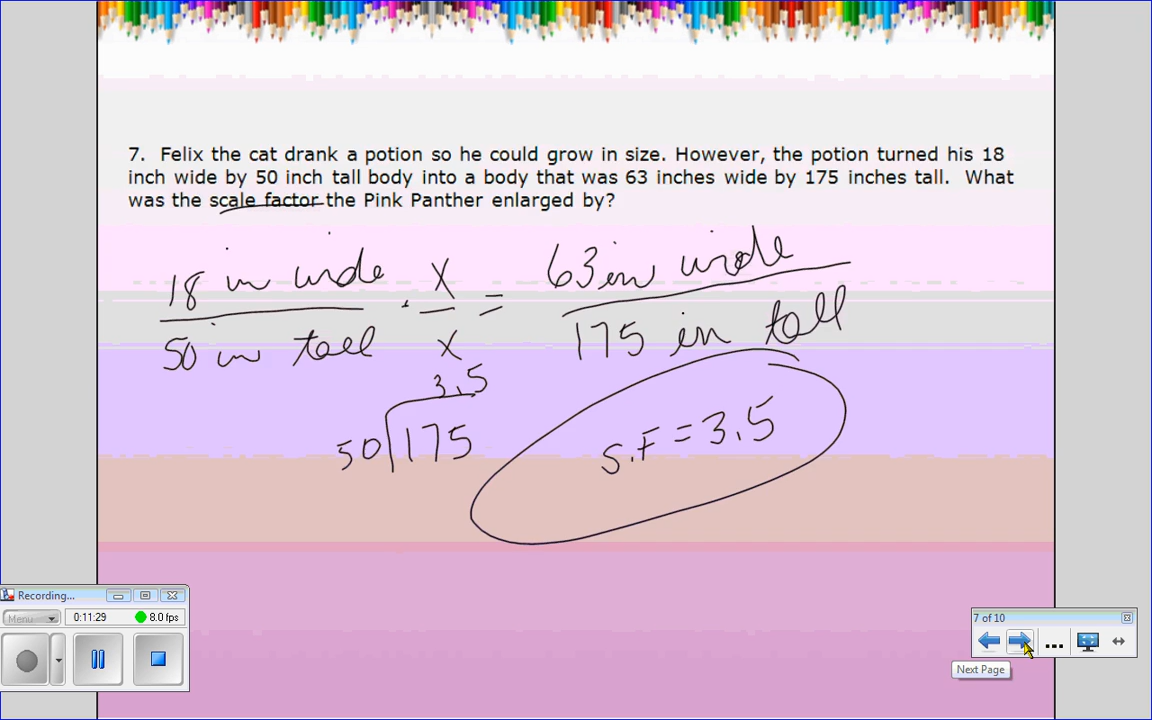 7. Felix the cat drank a potion so he could grow in size. However, the potion turned his 18
inch wide by 50 inch tall body into a body that was 63 inches wide by 175 inches tall. What
was the scale factor the Pink Panther enlarged by?
18 in wide · x = 63 in wide
50 in tall x 175 in tall
3.5
50 175
S.F = 3.5
Recording...
Menu
0:11:29
8.0 fps
7 of 10
...
Next Page